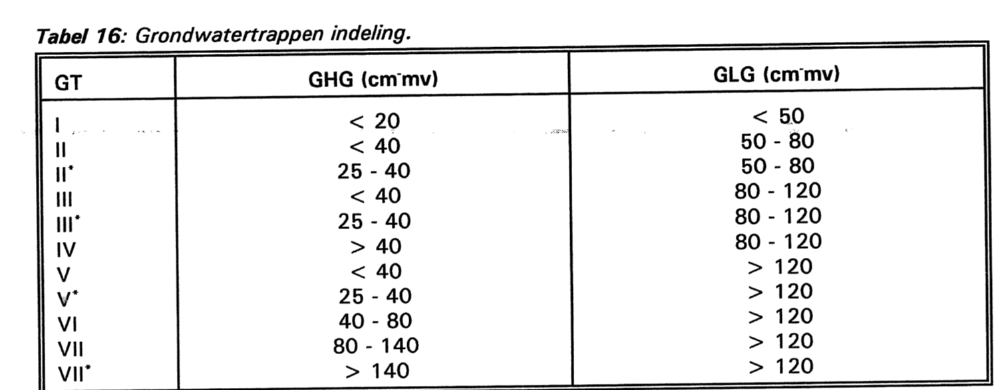 Tabel 16: Grondwatertrappen indeling.
GT GHG (cm-mv) GLG (cm-mv)
I < 20 < 50
II < 40 50 - 80
II* 25 - 40 50 - 80
III < 40 80 - 120
III* 25 - 40 80 - 120
IV > 40 80 - 120
V < 40 > 120
V* 25 - 40 > 120
VI 40 - 80 > 120
VII 80 - 140 > 120
VII* > 140 > 120